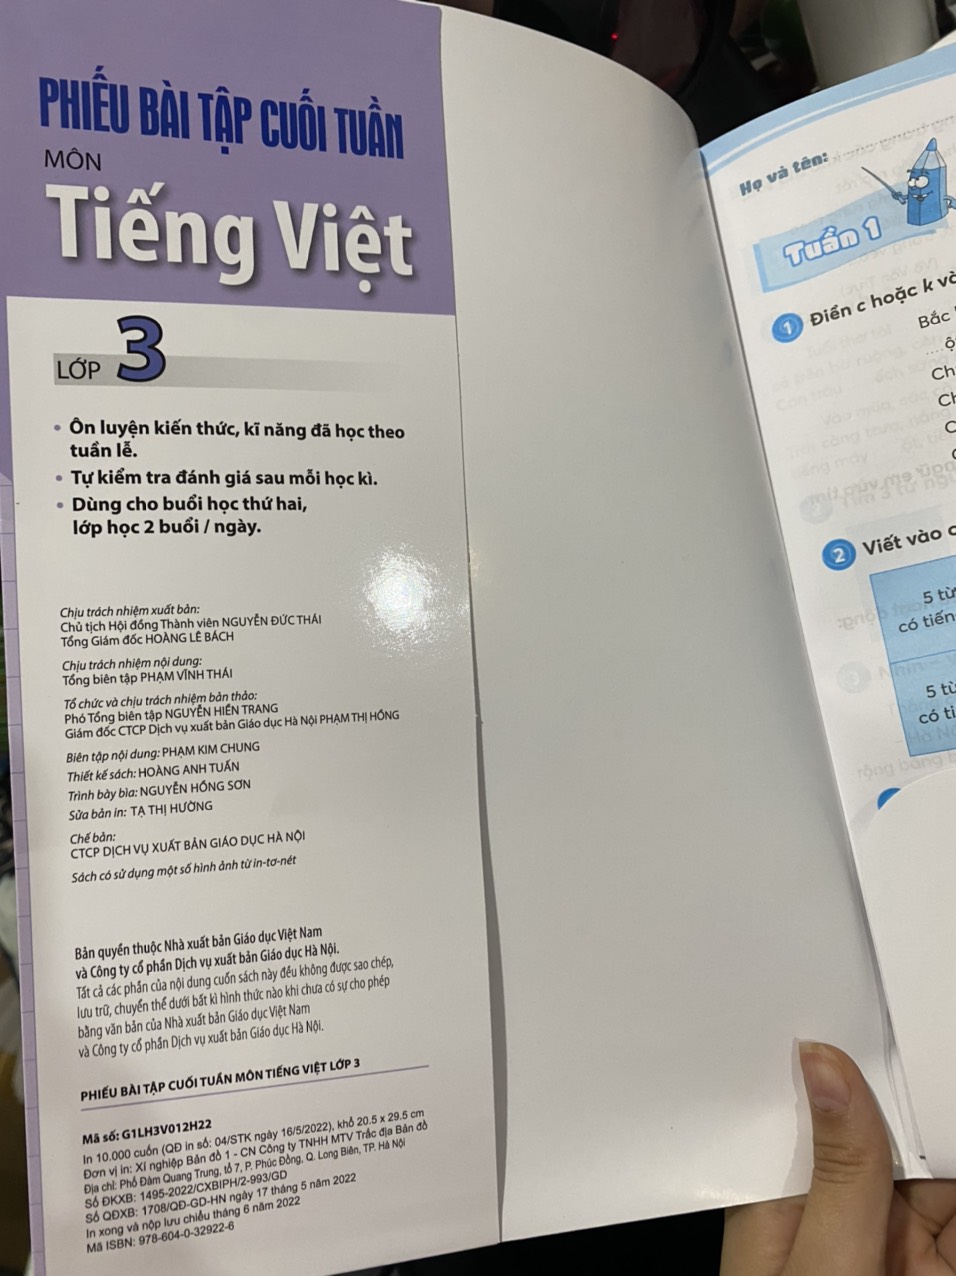 PHIẾU BÀI TẬP CUỐI TUẦN
MÔN
Tiếng Việt
LỚP 3
• Ôn luyện kiến thức, kĩ năng đã học theo
tuần lễ.
• Tự kiểm tra đánh giá sau mỗi học kì.
• Dùng cho buổi học thứ hai,
lớp học 2 buổi / ngày.
Chịu trách nhiệm xuất bản:
Chủ tịch Hội đồng Thành viên NGUYỄN ĐỨC THÁI
Tổng Giám đốc HOÀNG LÊ BÁCH
Chịu trách nhiệm nội dung:
Tổng biên tập PHẠM VĨNH THÁI
Tổ chức và chịu trách nhiệm bản thảo:
Phó Tổng biên tập NGUYỄN HIỀN TRANG
Giám đốc CTCP Dịch vụ xuất bản Giáo dục Hà Nội PHẠM THỊ HỒNG
Biên tập nội dung: PHẠM KIM CHUNG
Thiết kế sách: HOÀNG ANH TUẤN
Trình bày bìa: NGUYỄN HỒNG SƠN
Sửa bản in: TẠ THỊ HƯỜNG
Chế bản:
CTCP DỊCH VỤ XUẤT BẢN GIÁO DỤC HÀ NỘI
Sách có sử dụng một số hình ảnh từ in-tơ-nét
Bản quyền thuộc Nhà xuất bản Giáo dục Việt Nam
và Công ty cổ phần Dịch vụ xuất bản Giáo dục Hà Nội.
Tất cả các phần của nội dung cuốn sách này đều không được sao chép,
lưu trữ, chuyển thể dưới bất kì hình thức nào khi chưa có sự cho phép
bằng văn bản của Nhà xuất bản Giáo dục Việt Nam
và Công ty cổ phần Dịch vụ xuất bản Giáo dục Hà Nội.
PHIẾU BÀI TẬP CUỐI TUẦN MÔN TIẾNG VIỆT LỚP 3
Mã số: G1LH3V012H22
In 10.000 cuốn (QĐ in số: 04/STK ngày 16/5/2022), khổ 20.5 x 29.5 cm
Đơn vị in: Xí nghiệp Bản đồ 1 - CN Công ty TNHH MTV Trắc địa Bản đồ
Địa chỉ: Phố Đàm Quang Trung, tổ 7, P. Phúc Đồng, Q. Long Biên, TP. Hà Nội
Số ĐKXB: 1495-2022/CXBIPH/2-993/GD
Số QĐXB: 1708/QĐ-GD-HN ngày 17 tháng 5 năm 2022
In xong và nộp lưu chiểu tháng 6 năm 2022
Mã ISBN: 978-604-0-32922-6
Họ và tên:
Tuần 1
1 Điền c hoặc k và
Bắc
Ch
2 Viết vào
5 từ
có tiến
5 từ
có ti